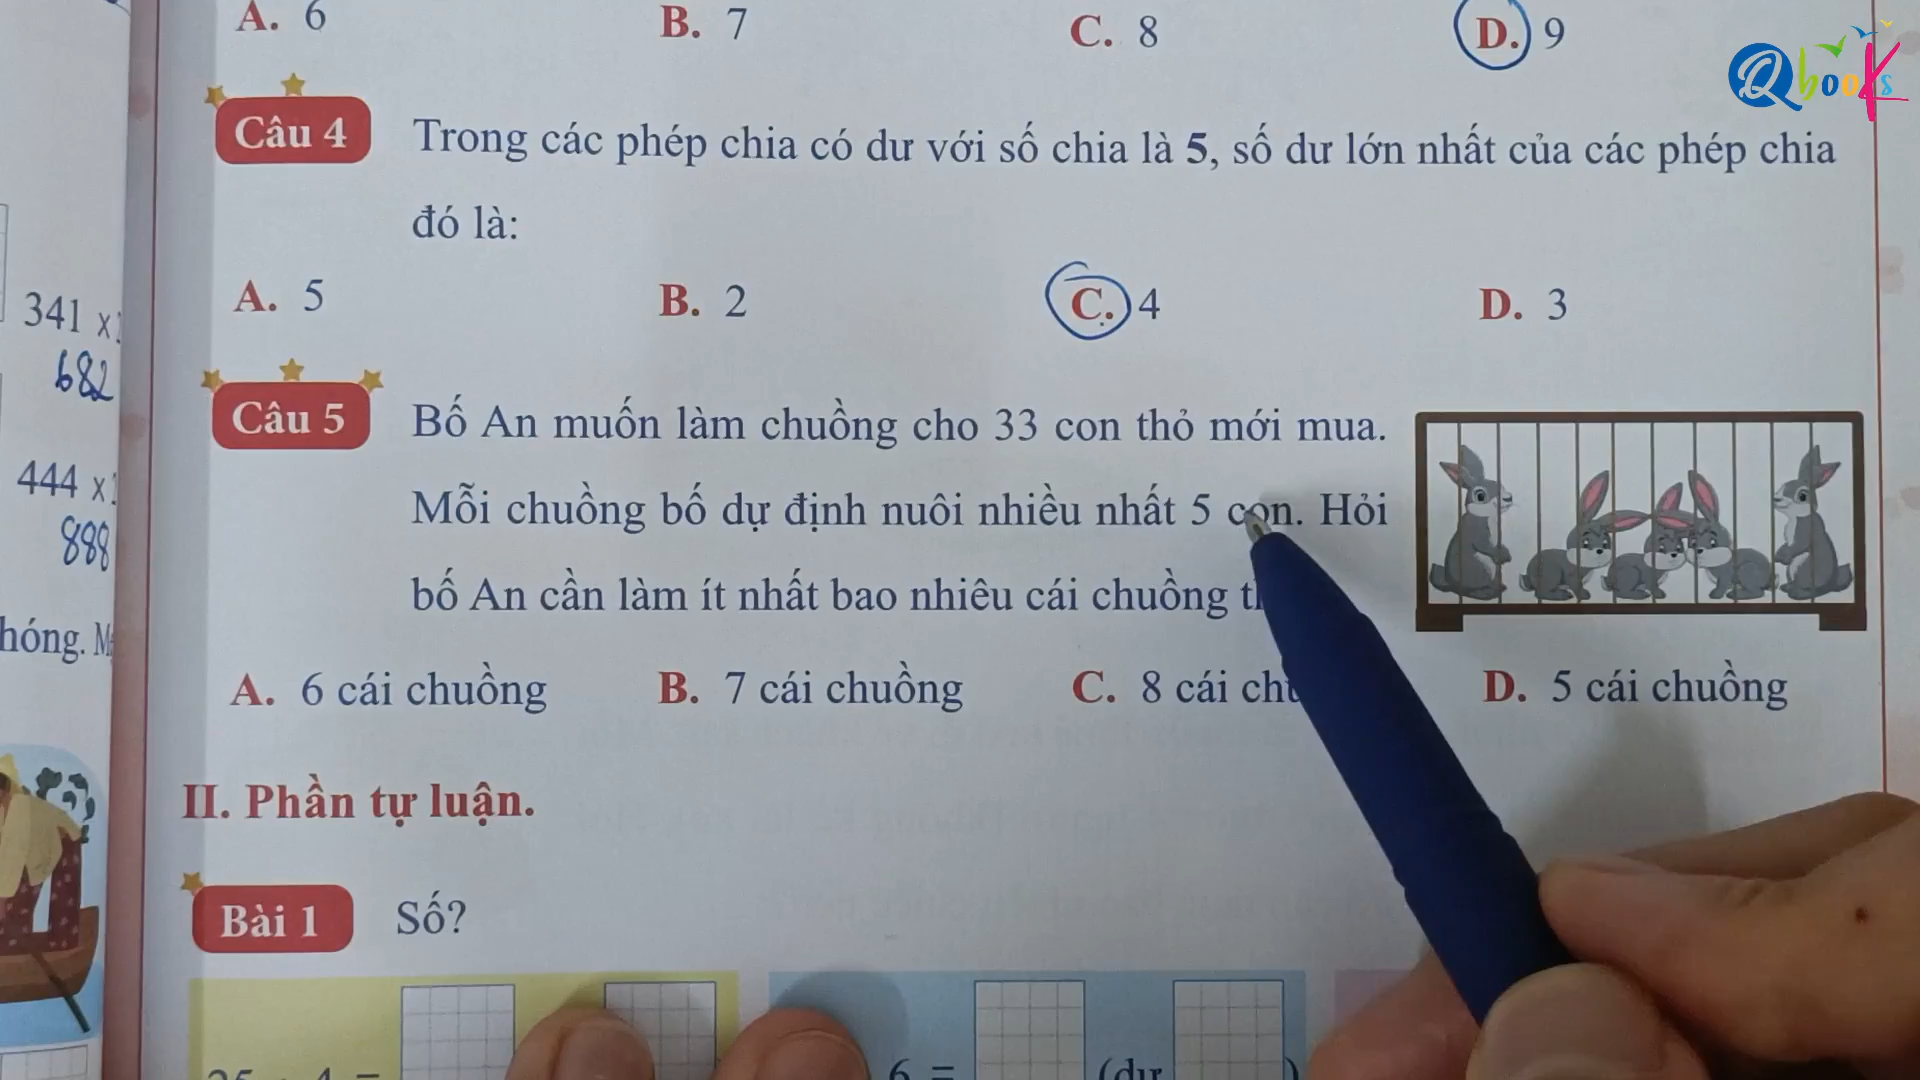 A. 6 B. 7 C. 8 D. 9
Qbooks
Câu 4 Trong các phép chia có dư với số chia là 5, số dư lớn nhất của các phép chia
đó là:
A. 5 B. 2 C. 4 D. 3
341 x
682
Câu 5 Bố An muốn làm chuồng cho 33 con thỏ mới mua.
444 x
Mỗi chuồng bố dự định nuôi nhiều nhất 5 con. Hỏi
888
bố An cần làm ít nhất bao nhiêu cái chuồng
hóng.
A. 6 cái chuồng B. 7 cái chuồng C. 8 cái D. 5 cái chuồng
II. Phần tự luận.
Bài 1 Số?
6 = (dư )